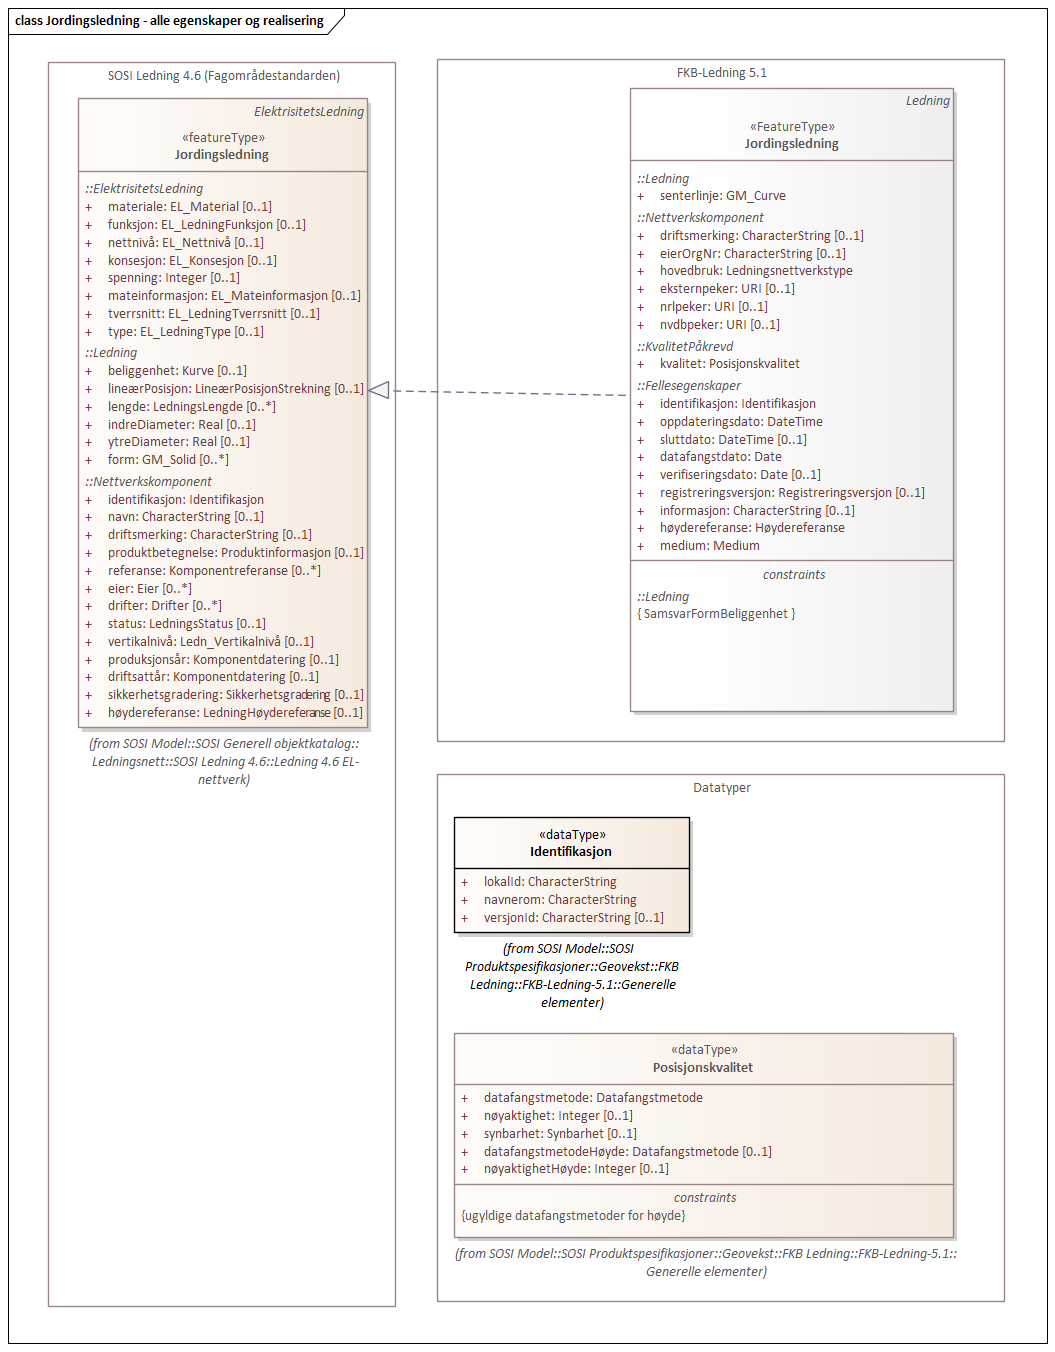 class Jordingsledning - alle egenskaper og realisering
SOSI Ledning 4.6 (Fagområdestandarden)
ElektrisitetsLedning
«featureType»
Jordingsledning
::ElektrisitetsLedning
+ materiale: EL_Material [0..1]
+ funksjon: EL_LedningFunksjon [0..1]
+ nettnivå: EL_Nettnivå [0..1]
+ konsesjon: EL_Konsesjon [0..1]
+ spenning: Integer [0..1]
+ mateinformasjon: EL_Mateinformasjon [0..1]
+ tverrsnitt: EL_LedningTverrsnitt [0..1]
+ type: EL_LedningType [0..1]
::Ledning
+ beliggenhet: Kurve [0..1]
+ lineærPosisjon: LineærPosisjonStrekning [0..1]
+ lengde: LedningsLengde [0..*]
+ indreDiameter: Real [0..1]
+ ytreDiameter: Real [0..1]
+ form: GM_Solid [0..*]
::Nettverkskomponent
+ identifikasjon: Identifikasjon
+ navn: CharacterString [0..1]
+ driftsmerking: CharacterString [0..1]
+ produktbetegnelse: Produktinformasjon [0..1]
+ referanse: Komponentreferanse [0..*]
+ eier: Eier [0..*]
+ drifter: Drifter [0..*]
+ status: LedningsStatus [0..1]
+ vertikalnivå: Ledn_Vertikalnivå [0..1]
+ produksjonsår: Komponentdatering [0..1]
+ driftsattår: Komponentdatering [0..1]
+ sikkerhetsgradering: Sikkerhetsgradering [0..1]
+ høydereferanse: LedningHøydereferanse [0..1]
(from SOSI Model::SOSI Generell objektkatalog::
Ledningsnett::SOSI Ledning 4.6::Ledning 4.6 EL-
nettverk)
FKB-Ledning 5.1
Ledning
«FeatureType»
Jordingsledning
::Ledning
+ senterlinje: GM_Curve
::Nettverkskomponent
+ driftsmerking: CharacterString [0..1]
+ eierOrgNr: CharacterString [0..1]
+ hovedbruk: Ledningsnettverkstype
+ eksternpeker: URI [0..1]
+ nrlpeker: URI [0..1]
+ nvdbpeker: URI [0..1]
::KvalitetPåkrevd
+ kvalitet: Posisjonskvalitet
::Fellesegenskaper
+ identifikasjon: Identifikasjon
+ oppdateringsdato: DateTime
+ sluttdato: DateTime [0..1]
+ datafangstdato: Date
+ verifiseringsdato: Date [0..1]
+ registreringsversjon: Registreringsversjon [0..1]
+ informasjon: CharacterString [0..1]
+ høydereferanse: Høydereferanse
+ medium: Medium
constraints
::Ledning
{ SamsvarFormBeliggenhet }
Datatyper
«dataType»
Identifikasjon
+ lokalId: CharacterString
+ navnerom: CharacterString
+ versjonId: CharacterString [0..1]
(from SOSI Model::SOSI
Produktspesifikasjoner::Geovekst::FKB
Ledning::FKB-Ledning-5.1::Generelle
elementer)
«dataType»
Posisjonskvalitet
+ datafangstmetode: Datafangstmetode
+ nøyaktighet: Integer [0..1]
+ synbarhet: Synbarhet [0..1]
+ datafangstmetodeHøyde: Datafangstmetode [0..1]
+ nøyaktighetHøyde: Integer [0..1]
constraints
{ugyldige datafangstmetoder for høyde}
(from SOSI Model::SOSI Produktspesifikasjoner::Geovekst::FKB Ledning::FKB-Ledning-5.1::
Generelle elementer)